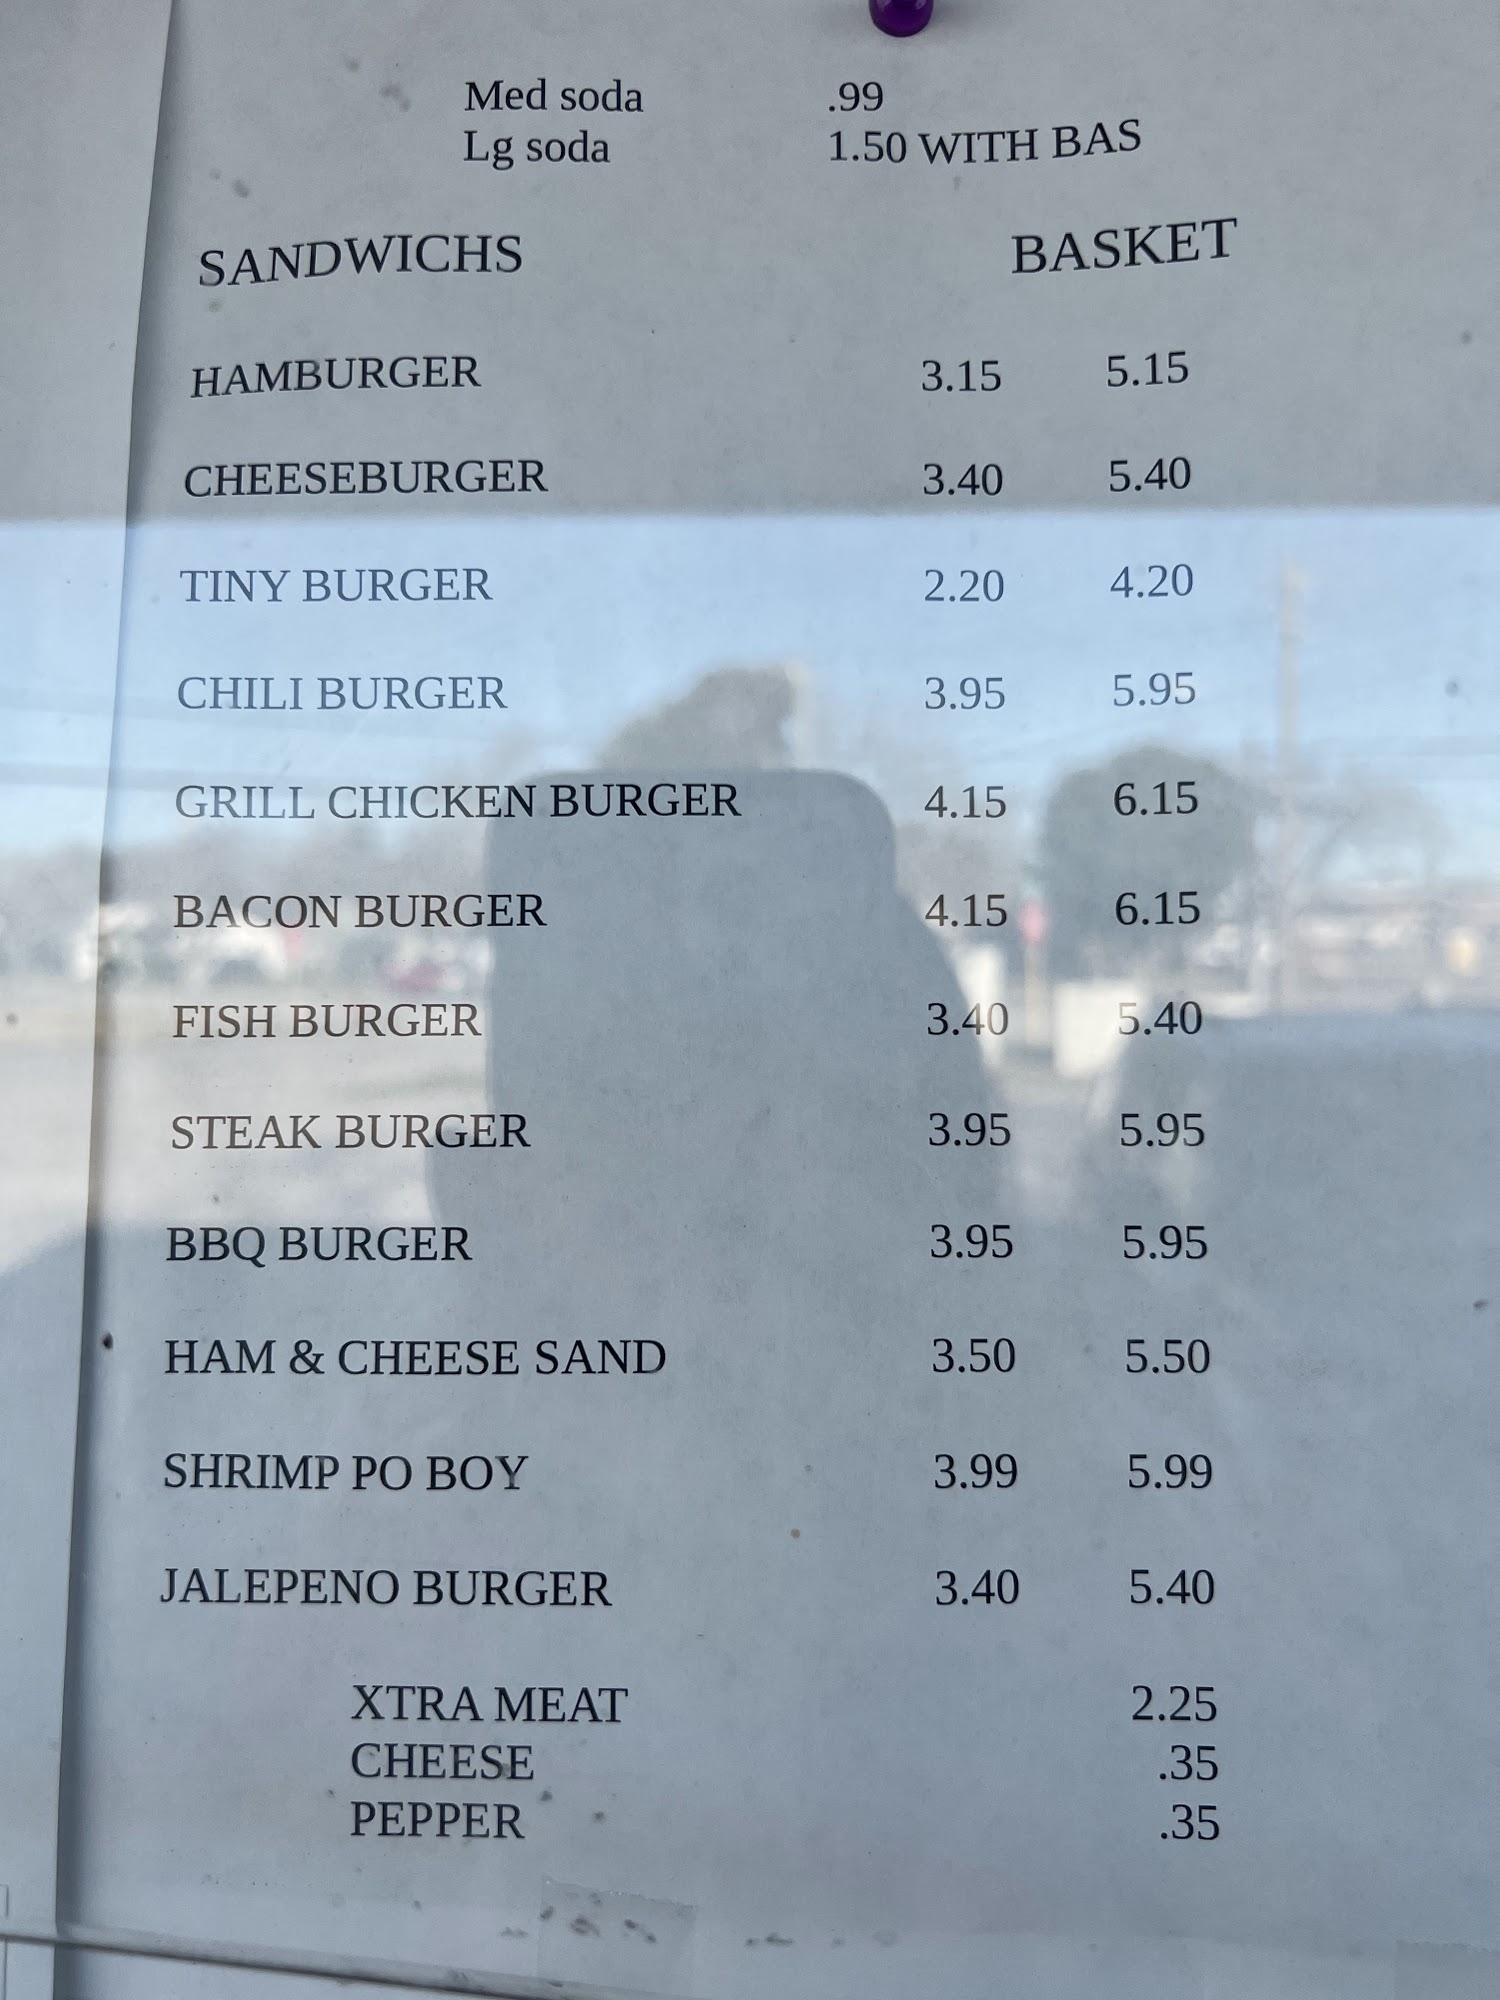 Med soda .99
Lg soda 1.50 WITH BAS
SANDWICHS BASKET
HAMBURGER 3.15 5.15
CHEESEBURGER 3.40 5.40
TINY BURGER 2.20 4.20
CHILI BURGER 3.95 5.95
GRILL CHICKEN BURGER 4.15 6.15
BACON BURGER 4.15 6.15
FISH BURGER 3.40 5.40
STEAK BURGER 3.95 5.95
BBQ BURGER 3.95 5.95
HAM & CHEESE SAND 3.50 5.50
SHRIMP PO BOY 3.99 5.99
JALEPENO BURGER 3.40 5.40
XTRA MEAT 2.25
CHEESE .35
PEPPER .35